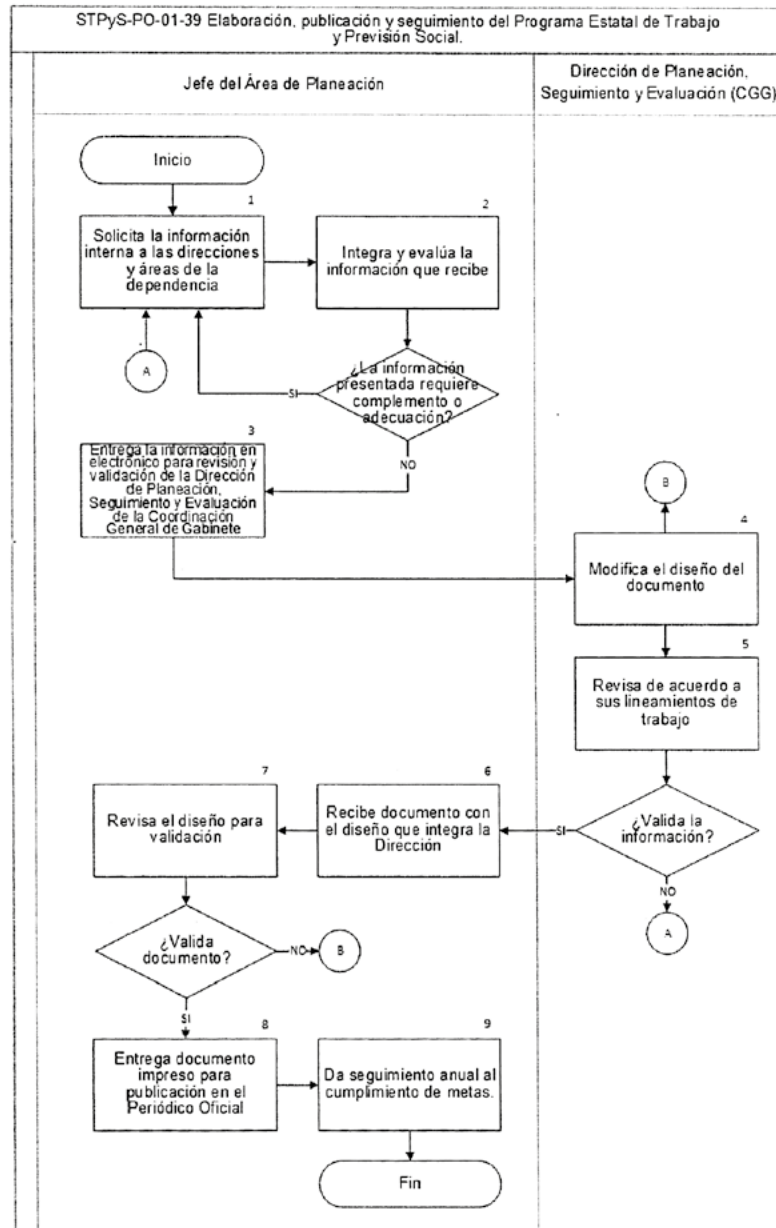 STPyS-PO-01-39 Elaboración, publicación y seguimiento del Programa Estatal de Trabajo
y Previsión Social.
Jefe del Área de Planeación
Dirección de Planeación,
Seguimiento y Evaluación (CGG)
Inicio
1
Solicita la información
interna a las direcciones
y áreas de la
dependencia
2
Integra y evalúa la
información que recibe
A
¿La información
presentada requiere
complemento o
adecuación?
SI
NO
3
Entrega la información en
electrónico para revisión y
validación de la Dirección
de Planeación,
Seguimiento y Evaluación
de la Coordinación
General de Gabinete
B
4
Modifica el diseño del
documento
5
Revisa de acuerdo a
sus lineamientos de
trabajo
¿Valida la
información?
SI
NO
A
6
Recibe documento con
el diseño que integra la
Dirección
7
Revisa el diseño para
validación
¿Valida
documento?
NO
B
SI
8
Entrega documento
impreso para
publicación en el
Periódico Oficial
9
Da seguimiento anual al
cumplimiento de metas.
Fin